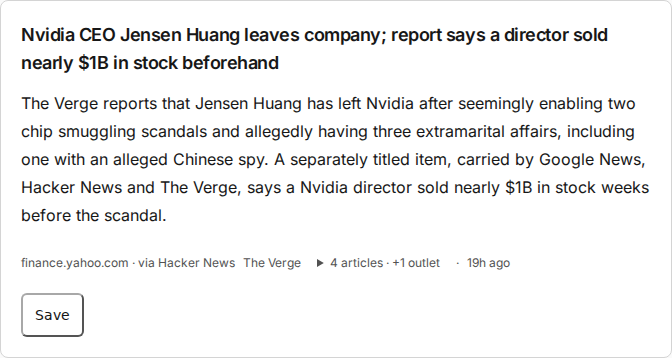 Nvidia CEO Jensen Huang leaves company; report says a director sold
nearly $1B in stock beforehand
The Verge reports that Jensen Huang has left Nvidia after seemingly enabling two
chip smuggling scandals and allegedly having three extramarital affairs, including
one with an alleged Chinese spy. A separately titled item, carried by Google News,
Hacker News and The Verge, says a Nvidia director sold nearly $1B in stock weeks
before the scandal.
finance.yahoo.com · via Hacker News The Verge ▶ 4 articles · +1 outlet · 19h ago
Save